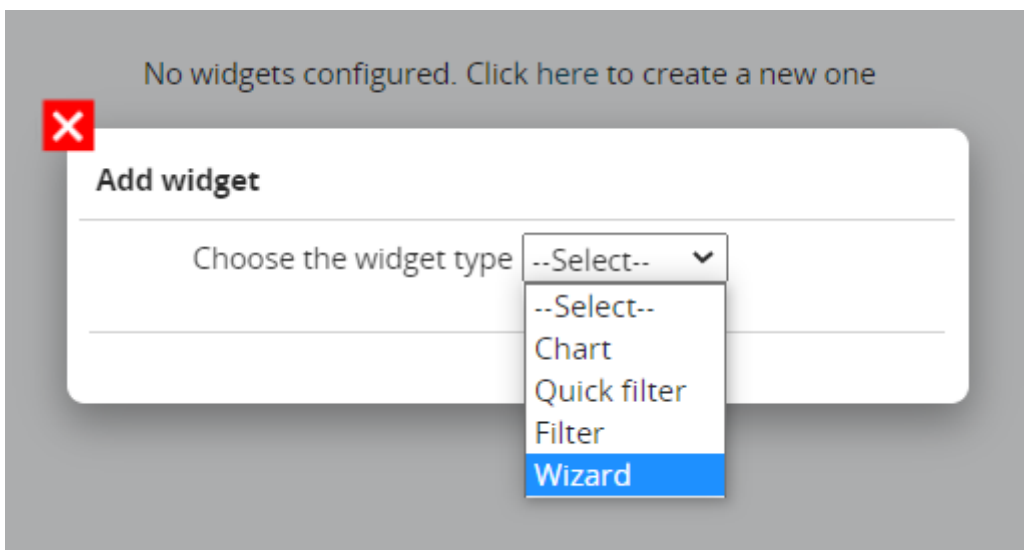 No widgets configured. Click here to create a new one
Add widget
Choose the widget type --Select--
--Select--
Chart
Quick filter
Filter
Wizard